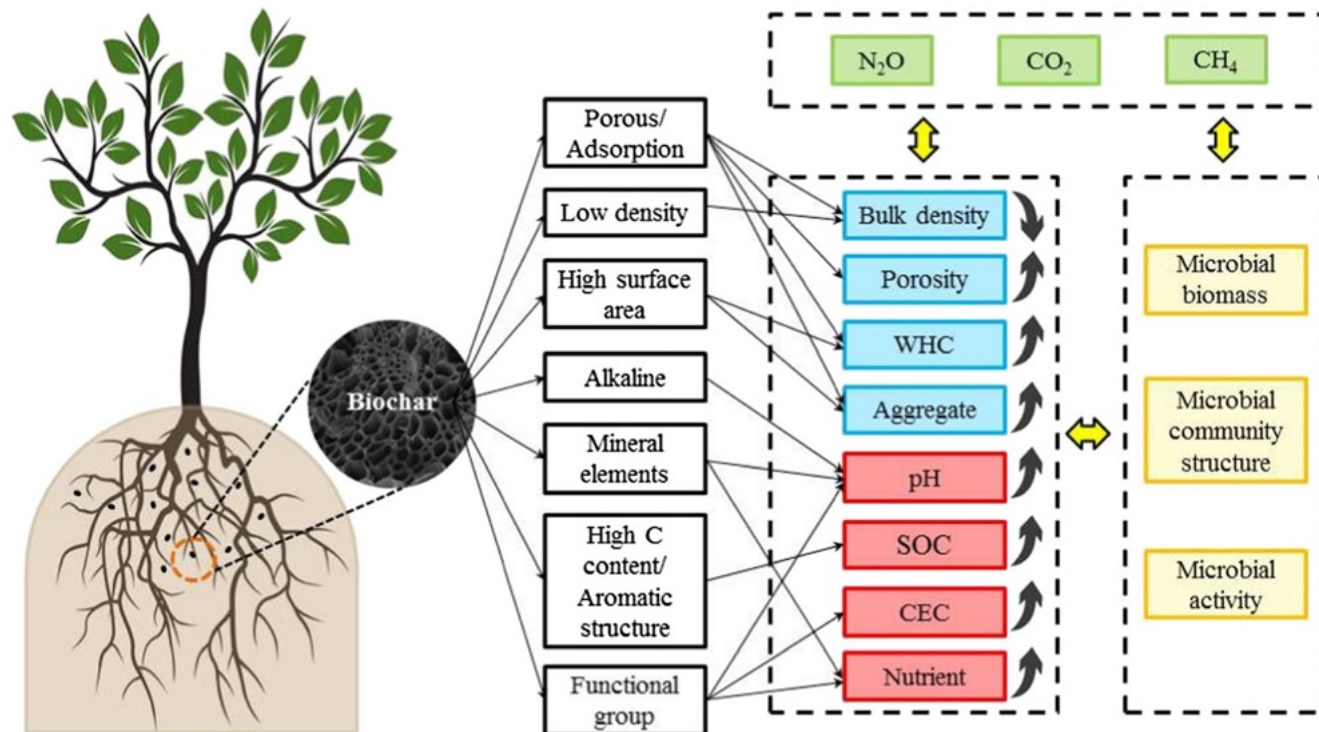 N₂O
CO₂
CH₄
Porous/
Adsorption
Low density
High surface
area
Alkaline
Mineral
elements
High C
content/
Aromatic
structure
Functional
group
Biochar
Bulk density
Porosity
WHC
Aggregate
pH
SOC
CEC
Nutrient
Microbial
biomass
Microbial
community
structure
Microbial
activity